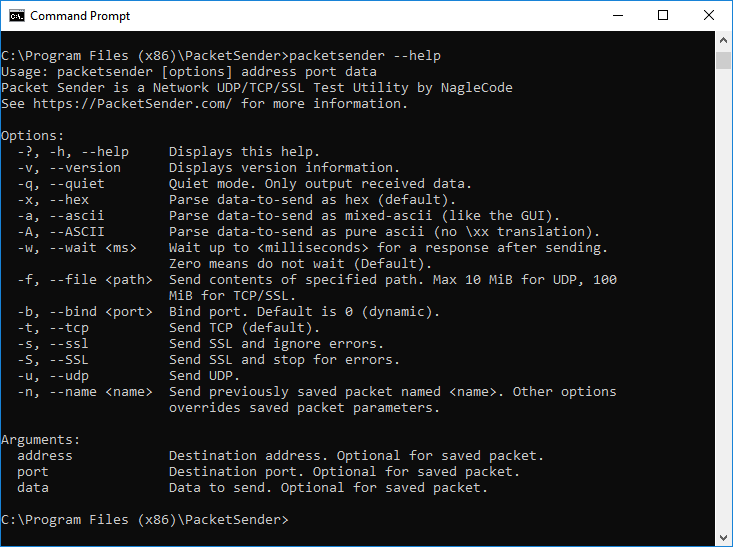 Command Prompt
C:\Program Files (x86)\PacketSender>packetsender --help
Usage: packetsender [options] address port data
Packet Sender is a Network UDP/TCP/SSL Test Utility by NagleCode
See https://PacketSender.com/ for more information.

Options:
  -?, -h, --help     Displays this help.
  -v, --version      Displays version information.
  -q, --quiet        Quiet mode. Only output received data.
  -x, --hex          Parse data-to-send as hex (default).
  -a, --ascii        Parse data-to-send as mixed-ascii (like the GUI).
  -A, --ASCII        Parse data-to-send as pure ascii (no \xx translation).
  -w, --wait <ms>    Wait up to <milliseconds> for a response after sending.
                     Zero means do not wait (Default).
  -f, --file <path>  Send contents of specified path. Max 10 MiB for UDP, 100
                     MiB for TCP/SSL.
  -b, --bind <port>  Bind port. Default is 0 (dynamic).
  -t, --tcp          Send TCP (default).
  -s, --ssl          Send SSL and ignore errors.
  -S, --SSL          Send SSL and stop for errors.
  -u, --udp          Send UDP.
  -n, --name <name>  Send previously saved packet named <name>. Other options
                     overrides saved packet parameters.

Arguments:
  address            Destination address. Optional for saved packet.
  port               Destination port. Optional for saved packet.
  data               Data to send. Optional for saved packet.

C:\Program Files (x86)\PacketSender>